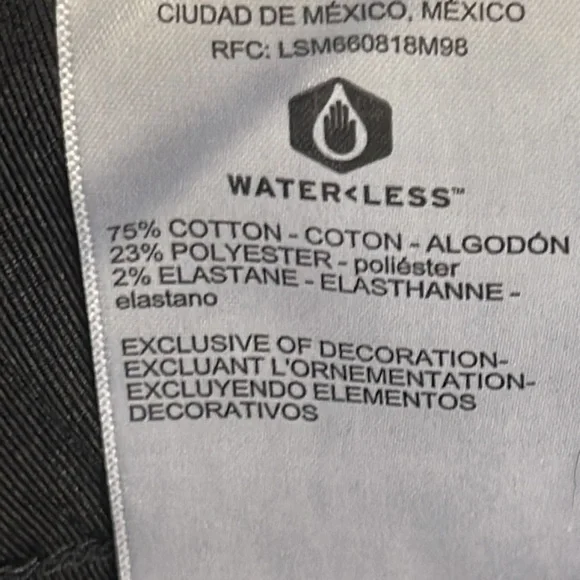 CIUDAD DE MÉXICO, MÉXICO
RFC: LSM660818M98
WATER<LESS™
75% COTTON - COTON - ALGODÓN
23% POLYESTER - poliéster
2% ELASTANE - ELASTHANNE -
elastano
EXCLUSIVE OF DECORATION-
EXCLUANT L'ORNEMENTATION-
EXCLUYENDO ELEMENTOS
DECORATIVOS